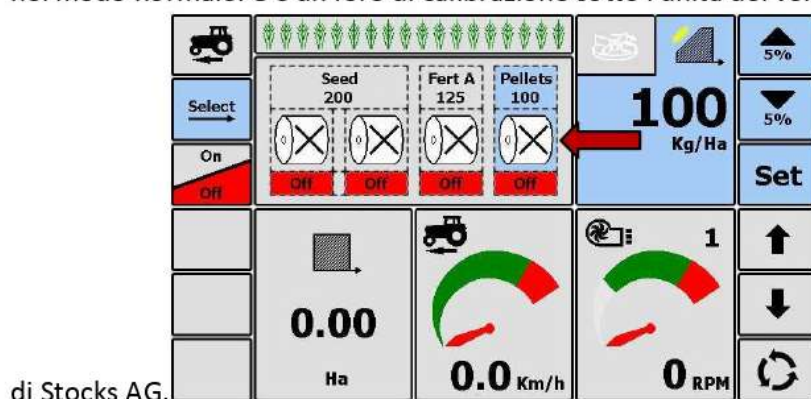 5%
Select
Seed
200
Fert A
125
Pellets
100
100
Kg/Ha
5%
On
Off
Off
Off
Off
Off
Set
1
0.00
Ha
0.0 Km/h
0 RPM
di Stocks AG.